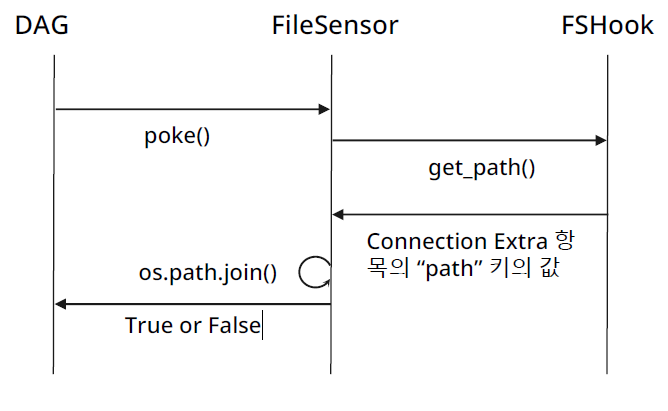 DAG
FileSensor
FSHook
poke()
get_path()
Connection Extra 항
목의 “path” 키의 값
os.path.join()
True or False